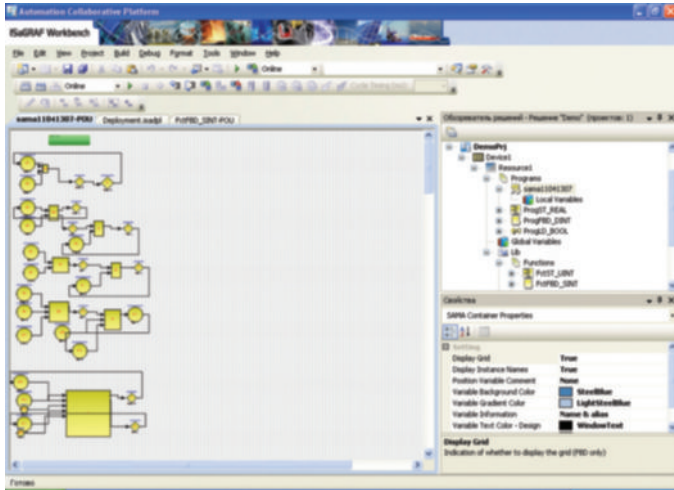 Automation Collaborative Platform
ISaGRAF Workbench
File Edit View Project Build Debug Format Tools Window Help
Online
Online
sama11041307-POU Deployment.isadpl FctFBD_SINT-POU
Обозреватель решений - Решение "Demo" (проектов: 1)
DemoPrj
Device1
Resource1
Programs
sama11041307
Local Variables
ProgST_REAL
ProgFBD_DINT
ProgLD_BOOL
Global Variables
Lib
Functions
FctST_UINT
FctFBD_SINT
Свойства
SAMA Container Properties
Setting
Display Grid True
Display Instance Names True
Position Variable Comment None
Variable Background Color SteelBlue
Variable Gradient Color LightSteelBlue
Variable Information Name & alias
Variable Text Color - Design WindowText
Display Grid
Indication of whether to display the grid (FBD only)
Готово